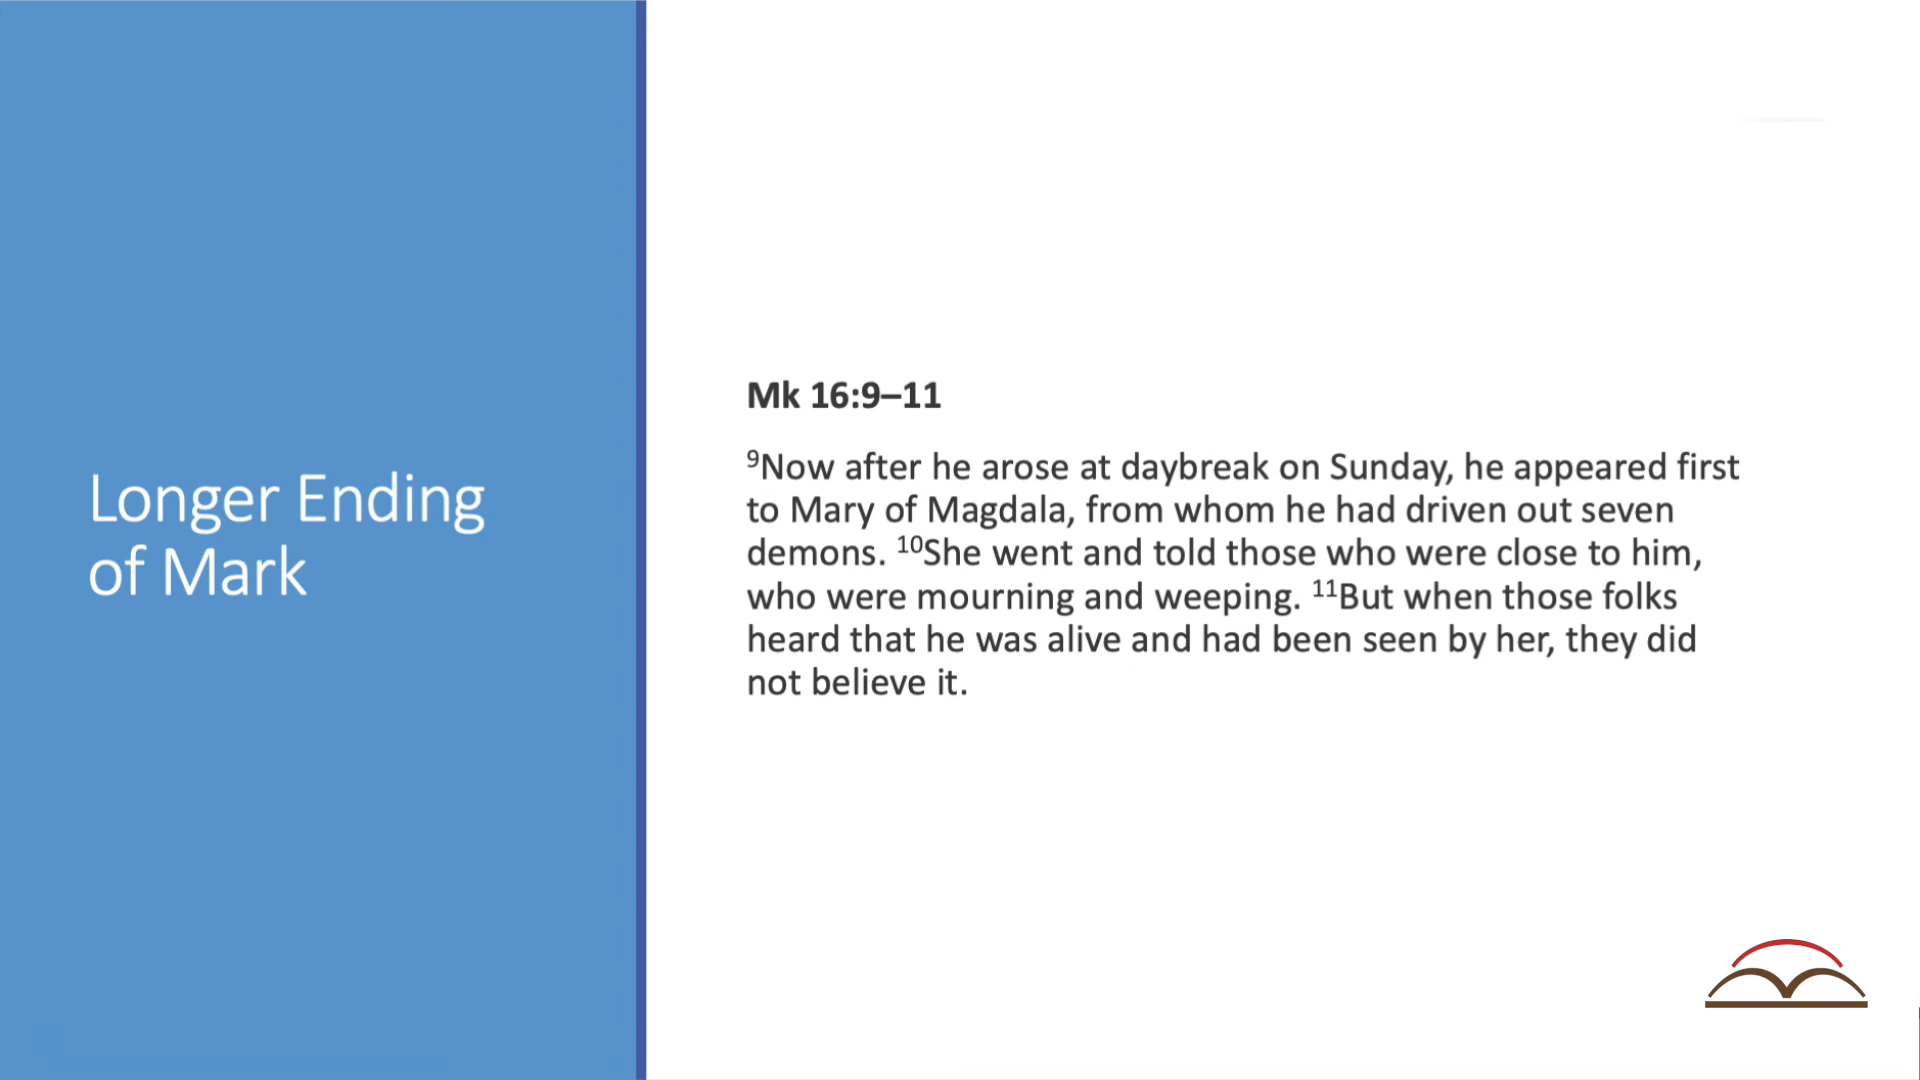 Longer Ending
of Mark
Mk 16:9–11
⁹Now after he arose at daybreak on Sunday, he appeared first
to Mary of Magdala, from whom he had driven out seven
demons. ¹⁰She went and told those who were close to him,
who were mourning and weeping. ¹¹But when those folks
heard that he was alive and had been seen by her, they did
not believe it.